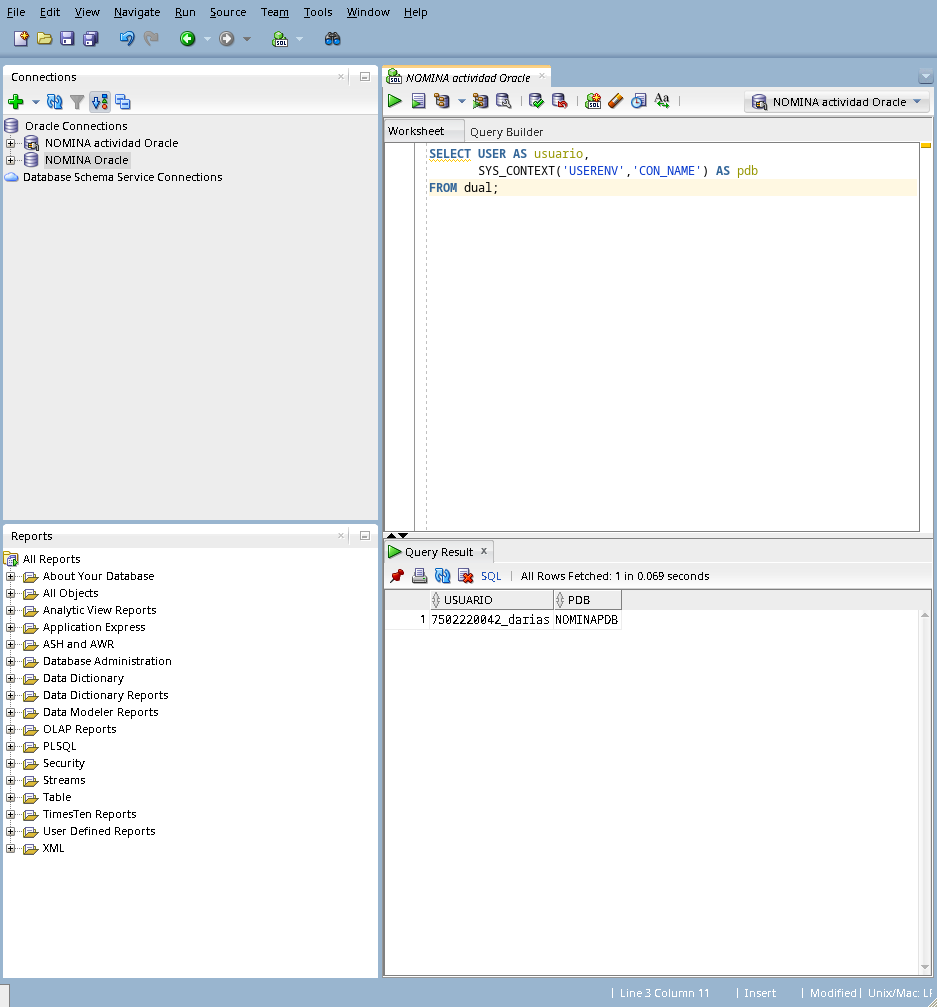 File Edit View Navigate Run Source Team Tools Window Help
Connections
Oracle Connections
NOMINA actividad Oracle
NOMINA Oracle
Database Schema Service Connections
Reports
All Reports
About Your Database
All Objects
Analytic View Reports
Application Express
ASH and AWR
Database Administration
Data Dictionary
Data Dictionary Reports
Data Modeler Reports
OLAP Reports
PLSQL
Security
Streams
Table
TimesTen Reports
User Defined Reports
XML
NOMINA actividad Oracle
NOMINA actividad Oracle
Worksheet Query Builder
SELECT USER AS usuario,
SYS_CONTEXT('USERENV','CON_NAME') AS pdb
FROM dual;
Query Result
SQL All Rows Fetched: 1 in 0.069 seconds
USUARIO PDB
1 7502220042_darias NOMINAPDB
Line 3 Column 11 Insert Modified Unix/Mac: LF